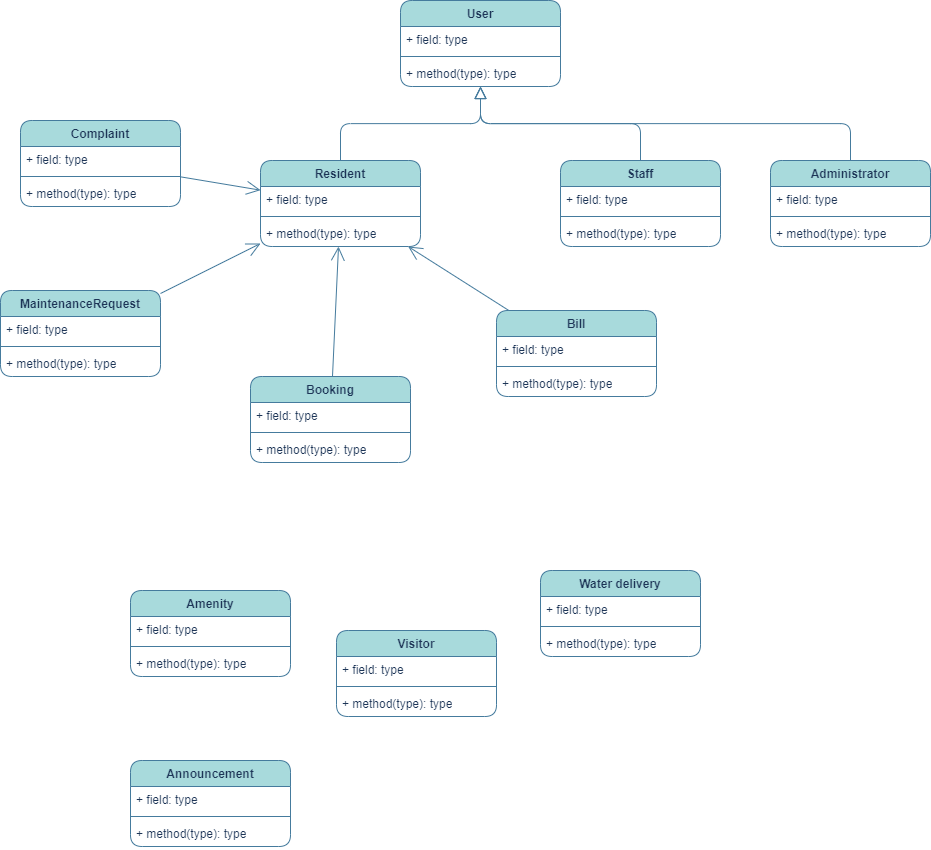 User
+ field: type
+ method(type): type
Complaint
+ field: type
+ method(type): type
Resident
+ field: type
+ method(type): type
Staff
+ field: type
+ method(type): type
Administrator
+ field: type
+ method(type): type
MaintenanceRequest
+ field: type
+ method(type): type
Bill
+ field: type
+ method(type): type
Booking
+ field: type
+ method(type): type
Water delivery
+ field: type
+ method(type): type
Amenity
+ field: type
+ method(type): type
Visitor
+ field: type
+ method(type): type
Announcement
+ field: type
+ method(type): type